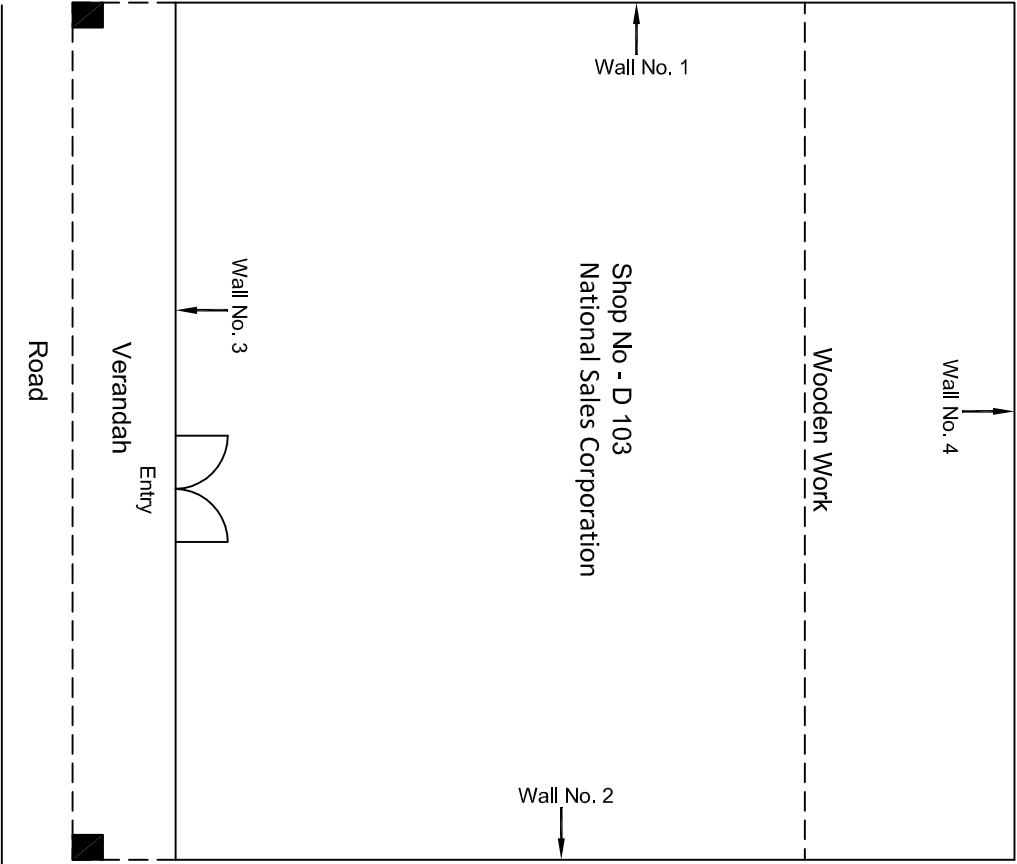 Wall No. 1
Wall No. 4
Wooden Work
Shop No - D 103
National Sales Corporation
Wall No. 3
Entry
Verandah
Road
Wall No. 2